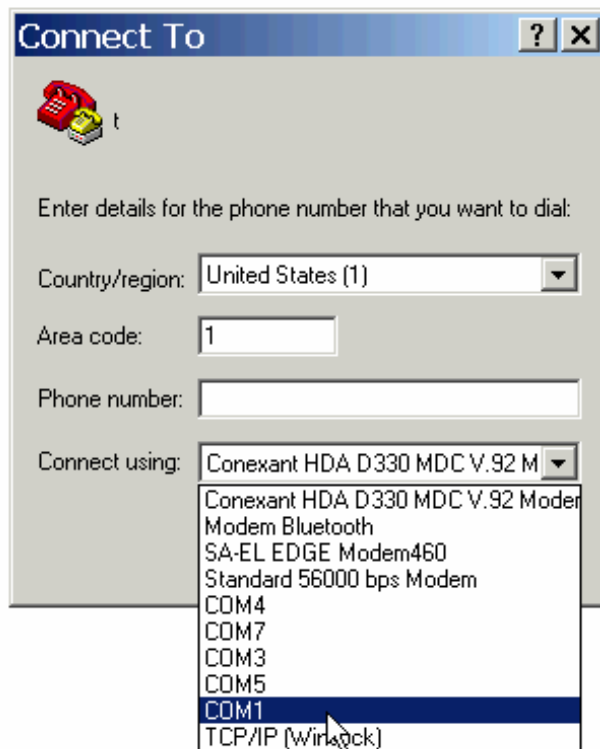 Connect To
t
Enter details for the phone number that you want to dial:
Country/region: United States (1)
Area code: 1
Phone number:
Connect using: Conexant HDA D330 MDC V.92 M
Conexant HDA D330 MDC V.92 Moder
Modem Bluetooth
SA-EL EDGE Modem460
Standard 56000 bps Modem
COM4
COM7
COM3
COM5
COM1
TCP/IP (Winsock)